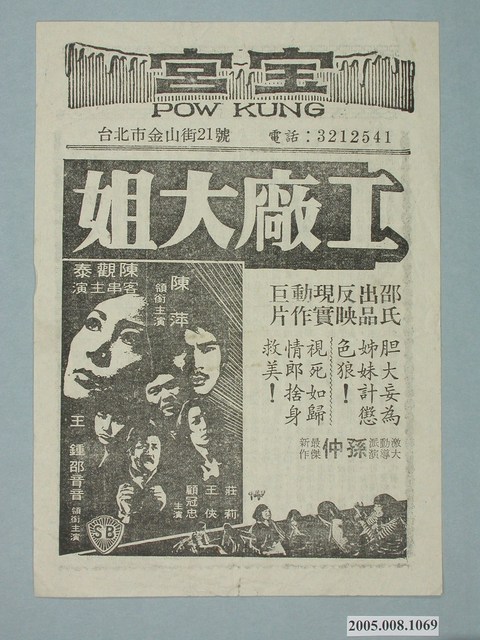 宝宮
POW KUNG
台北市金山街21號 電話：3212541
工廠大姐
陳觀泰
客串主演
陳萍
領銜主演
邵氏出品
反映現實
動作巨片
胆大妄為
姊妹計懲
色狼！
視死如歸
情郎捨身
救美！
激大動導派演
孫仲
最傑新作
王鍾
邵音音
領銜主演
莊莉
王俠
顧冠忠
主演
SB
2005.008.1069